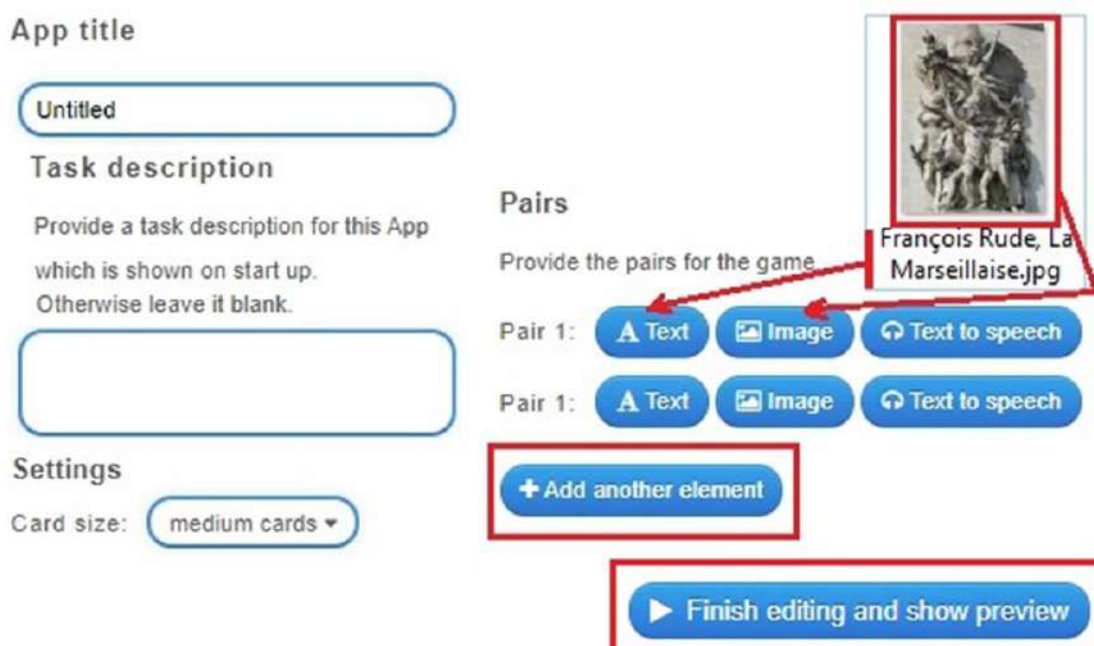 App title
Untitled
Task description
Provide a task description for this App
which is shown on start up.
Otherwise leave it blank.
Settings
Card size: medium cards
François Rude, La
Marseillaise.jpg
Pairs
Provide the pairs for the game
Pair 1: A Text Image Text to speech
Pair 1: A Text Image Text to speech
+ Add another element
Finish editing and show preview